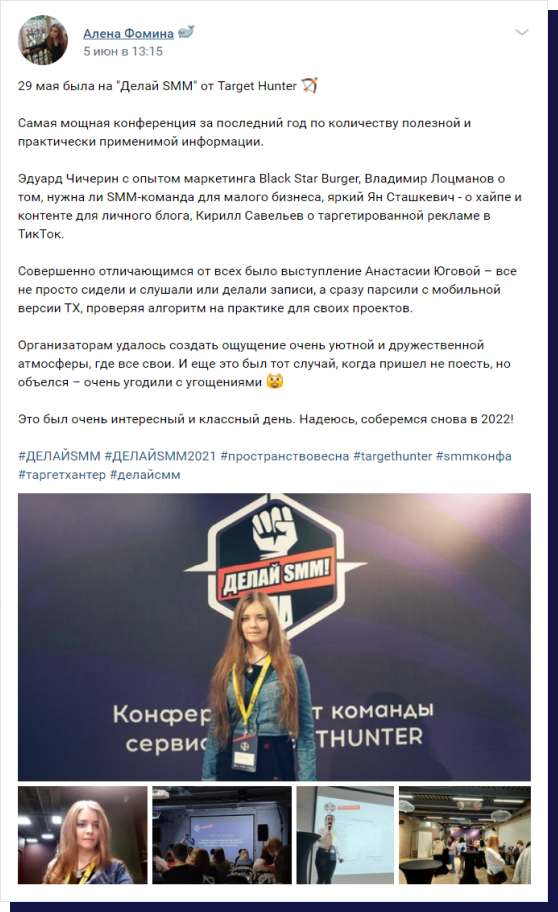 Алена Фомина
5 июн в 13:15
29 мая была на "Делай SMM" от Target Hunter
Самая мощная конференция за последний год по количеству полезной и
практически применимой информации.
Эдуард Чичерин с опытом маркетинга Black Star Burger, Владимир Лоцманов о
том, нужна ли SMM-команда для малого бизнеса, яркий Ян Сташкевич - о хайпе и
контенте для личного блога, Кирилл Савельев о таргетированной рекламе в
ТикТок.
Совершенно отличающимся от всех было выступление Анастасии Юговой – все
не просто сидели и слушали или делали записи, а сразу парсили с мобильной
версии ТХ, проверяя алгоритм на практике для своих проектов.
Организаторам удалось создать ощущение очень уютной и дружественной
атмосферы, где все свои. И еще это был тот случай, когда пришел не поесть, но
объелся – очень угодили с угощениями
Это был очень интересный и классный день. Надеюсь, соберемся снова в 2022!
#ДЕЛАЙSMM #ДЕЛАЙSMM2021 #пространствовесна #targethunter #smmконфа
#таргетхантер #делайсмм
ДЕЛАЙ SMM!
Конфер т команды
сервис THUNTER